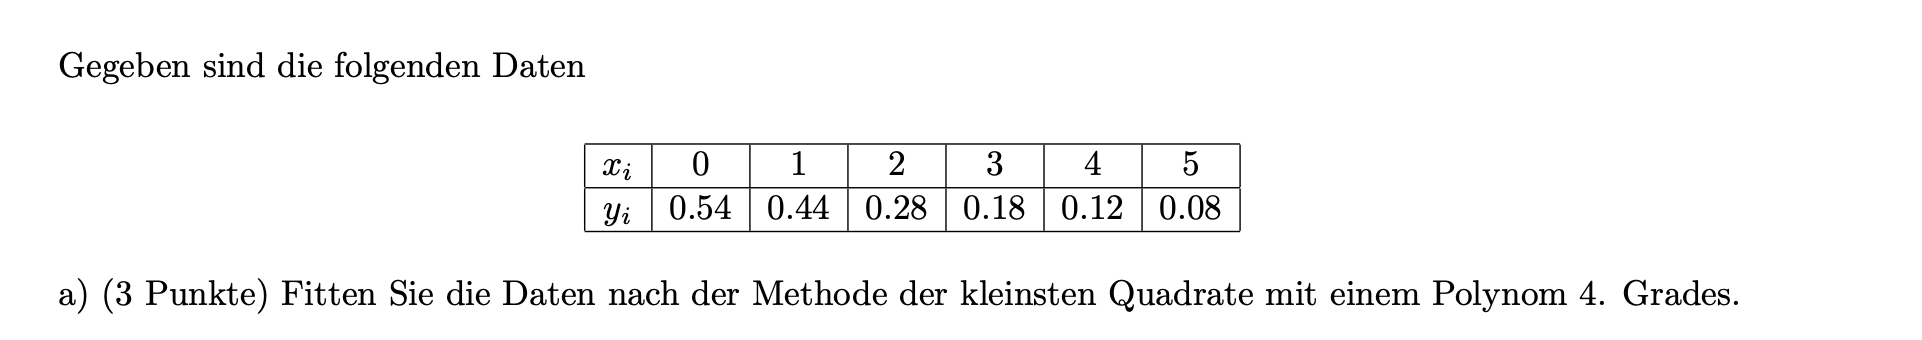 Gegeben sind die folgenden Daten
xᵢ 0 1 2 3 4 5
yᵢ 0.54 0.44 0.28 0.18 0.12 0.08
a) (3 Punkte) Fitten Sie die Daten nach der Methode der kleinsten Quadrate mit einem Polynom 4. Grades.